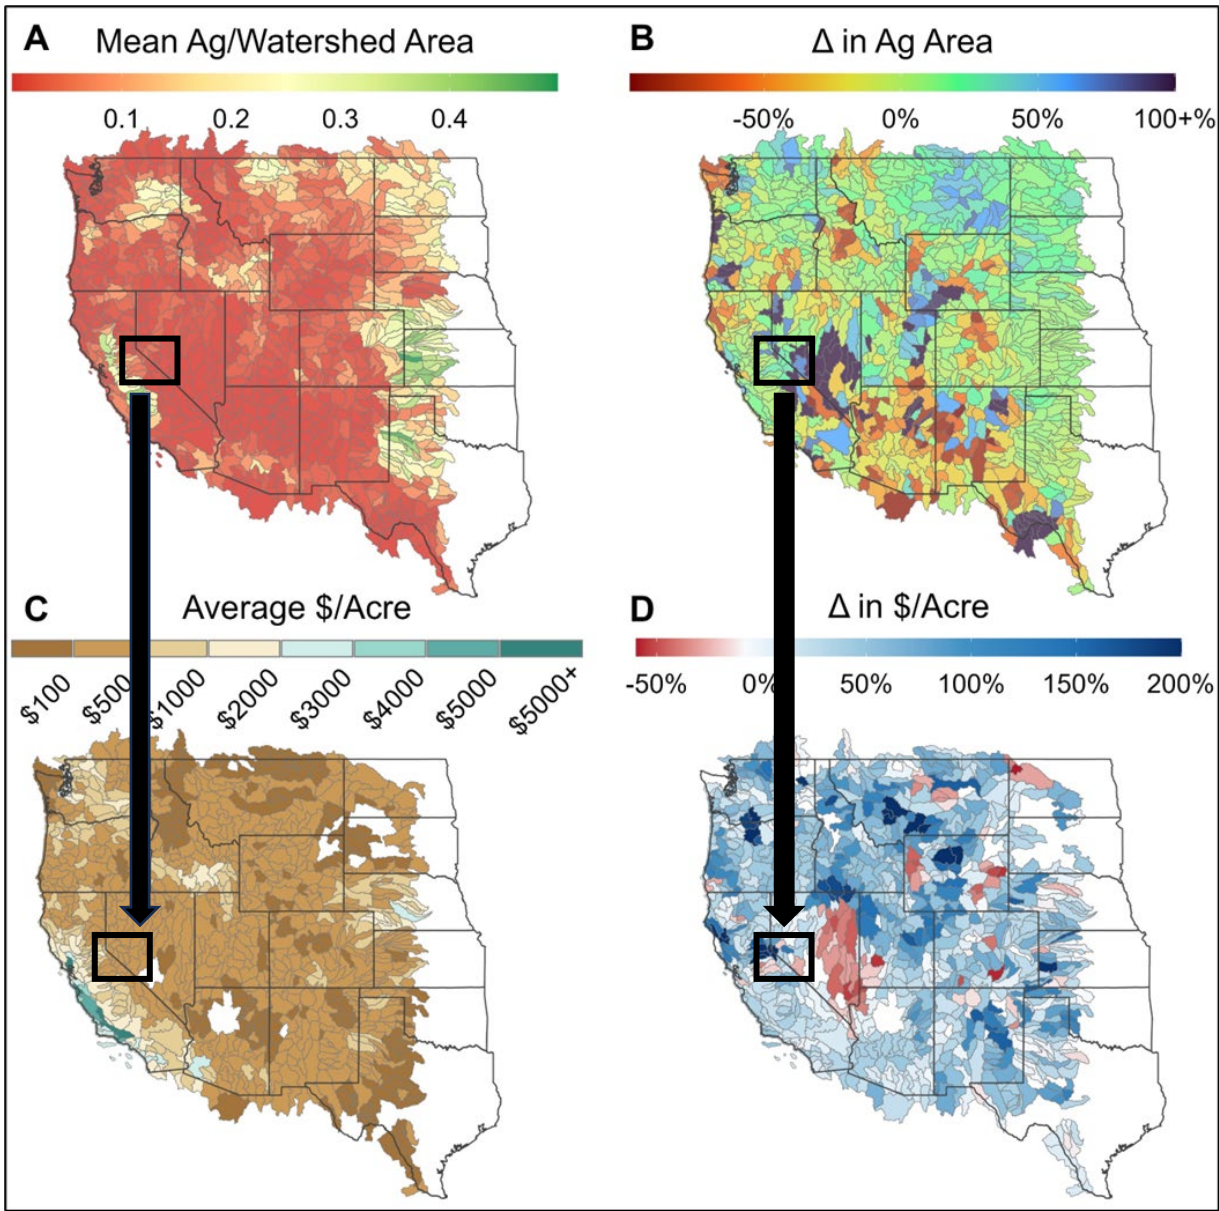 A Mean Ag/Watershed Area
0.1 0.2 0.3 0.4
B Δ in Ag Area
-50% 0% 50% 100+%
C Average $/Acre
$100 $500 $1000 $2000 $3000 $4000 $5000 $5000+
D Δ in $/Acre
-50% 0% 50% 100% 150% 200%